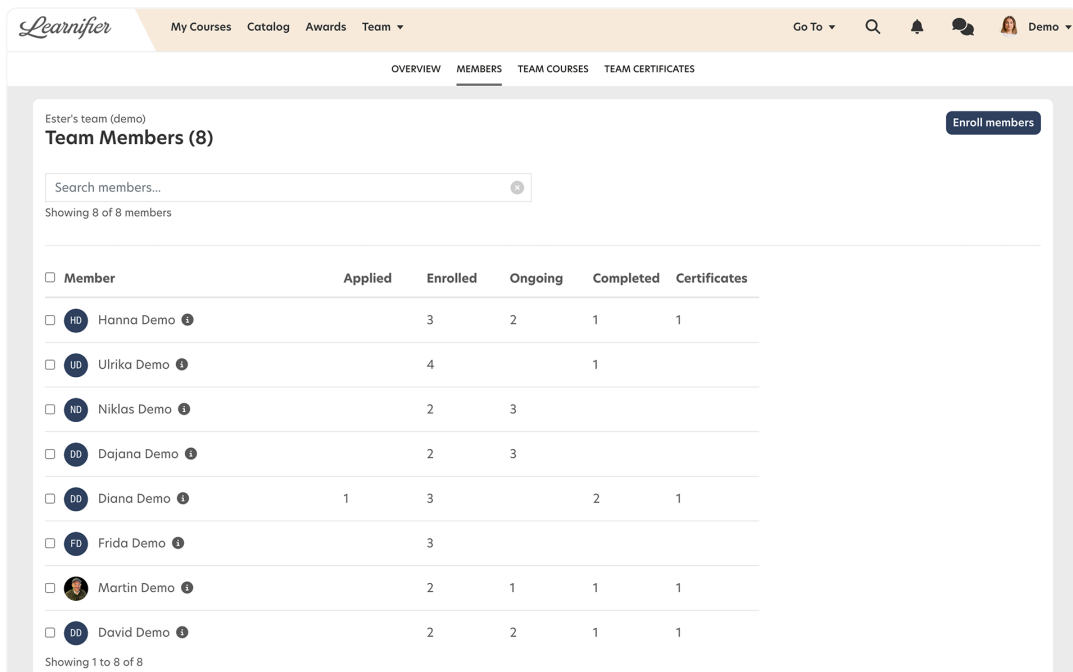 Learnifier My Courses Catalog Awards Team Go To Demo
OVERVIEW MEMBERS TEAM COURSES TEAM CERTIFICATES
Ester's team (demo)
Team Members (8)
Enroll members
Search members...
Showing 8 of 8 members
Member Applied Enrolled Ongoing Completed Certificates
HD Hanna Demo 3 2 1 1
UD Ulrika Demo 4 1
ND Niklas Demo 2 3
DD Dajana Demo 2 3
DD Diana Demo 1 3 2 1
FD Frida Demo 3
Martin Demo 2 1 1 1
DD David Demo 2 2 1 1
Showing 1 to 8 of 8